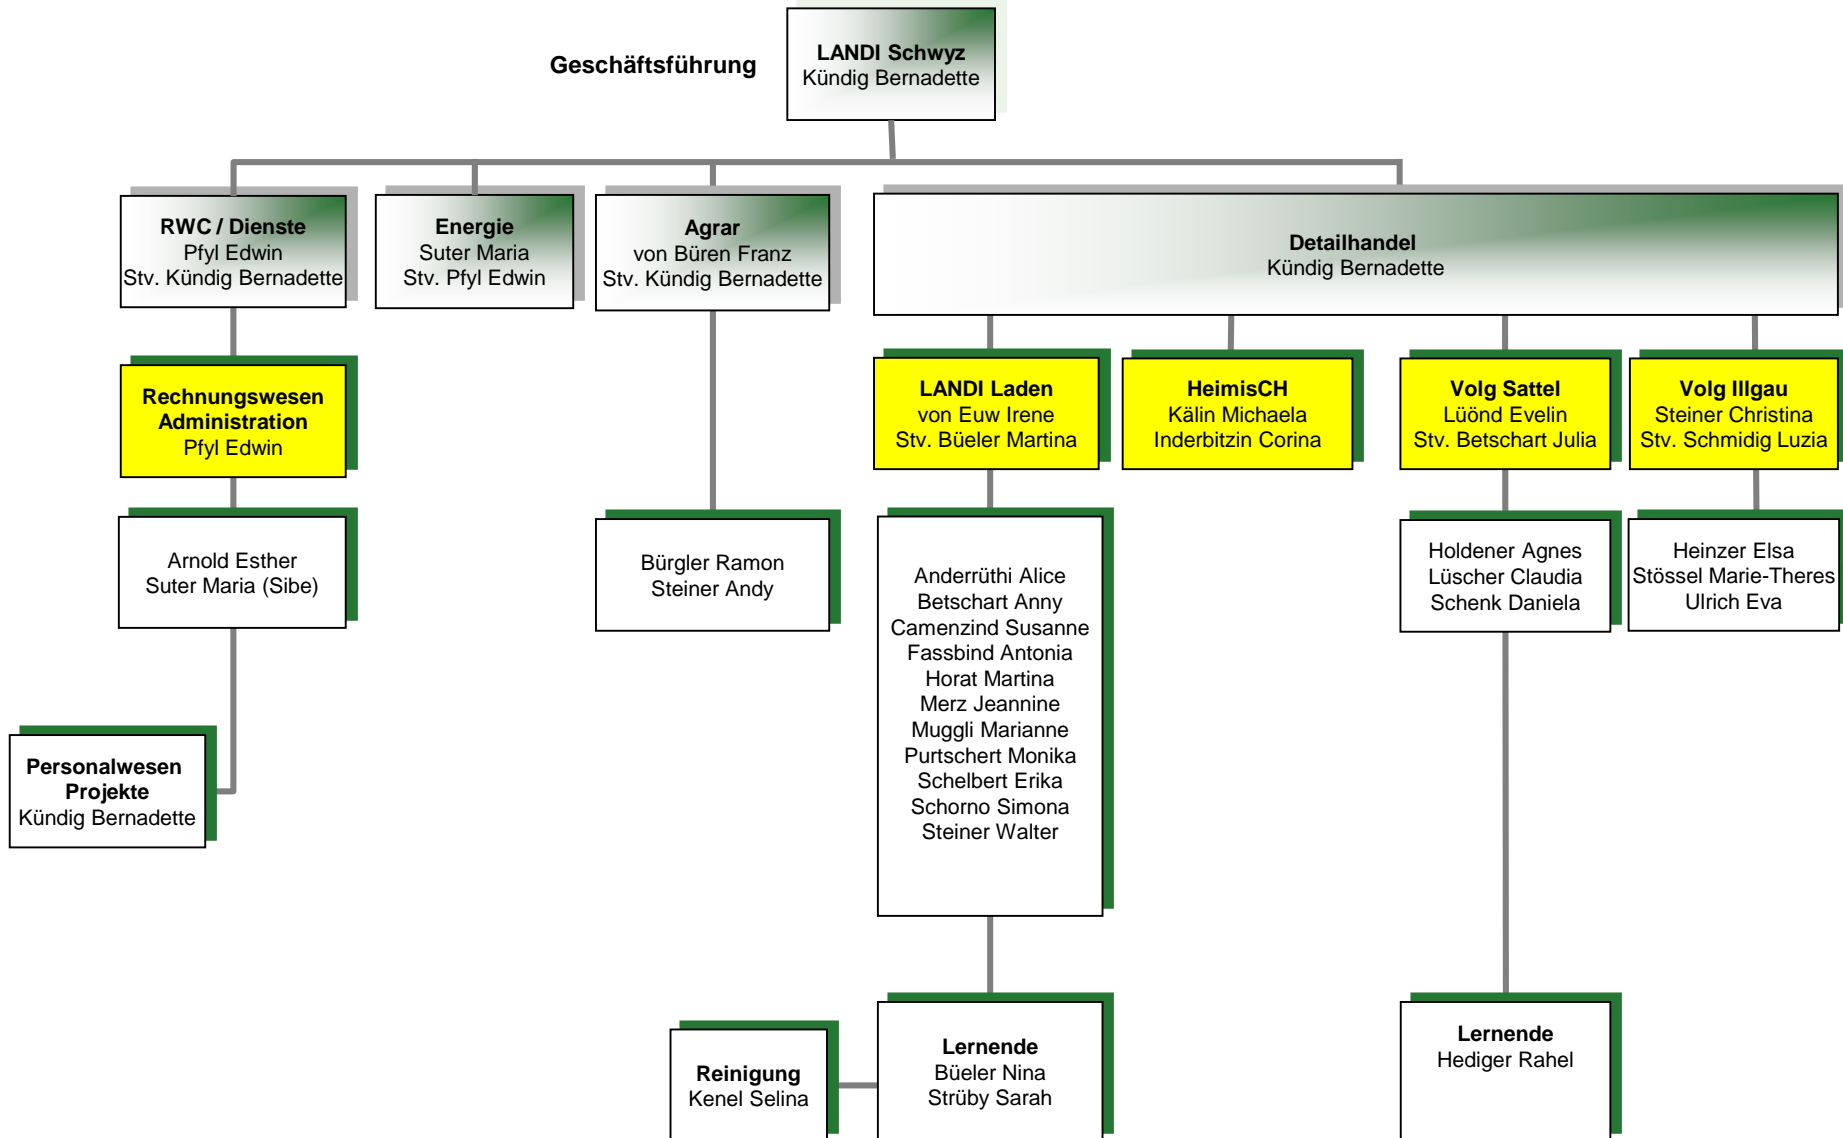 Geschäftsführung
LANDI Schwyz
Kündig Bernadette
RWC / Dienste
Pfyl Edwin
Stv. Kündig Bernadette
Energie
Suter Maria
Stv. Pfyl Edwin
Agrar
von Büren Franz
Stv. Kündig Bernadette
Detailhandel
Kündig Bernadette
Rechnungswesen
Administration
Pfyl Edwin
LANDI Laden
von Euw Irene
Stv. Büeler Martina
HeimisCH
Kälin Michaela
Inderbitzin Corina
Volg Sattel
Lüönd Evelin
Stv. Betschart Julia
Volg Illgau
Steiner Christina
Stv. Schmidig Luzia
Arnold Esther
Suter Maria (Sibe)
Bürgler Ramon
Steiner Andy
Anderrüthi Alice
Betschart Anny
Camenzind Susanne
Fassbind Antonia
Horat Martina
Merz Jeannine
Muggli Marianne
Purtschert Monika
Schelbert Erika
Schorno Simona
Steiner Walter
Holdener Agnes
Lüscher Claudia
Schenk Daniela
Heinzer Elsa
Stössel Marie-Theres
Ulrich Eva
Personalwesen
Projekte
Kündig Bernadette
Reinigung
Kenel Selina
Lernende
Büeler Nina
Strüby Sarah
Lernende
Hediger Rahel